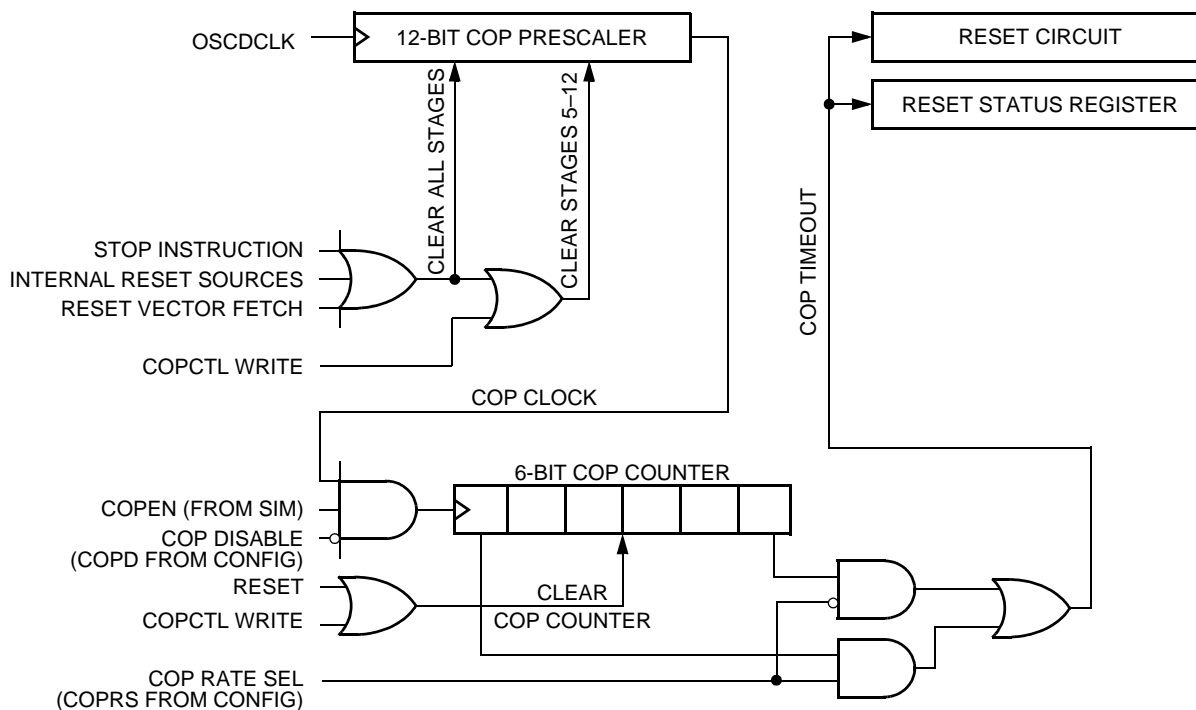 OSCDCLK
12-BIT COP PRESCALER
RESET CIRCUIT
RESET STATUS REGISTER
CLEAR ALL STAGES
CLEAR STAGES 5–12
COP TIMEOUT
STOP INSTRUCTION
INTERNAL RESET SOURCES
RESET VECTOR FETCH
COPCTL WRITE
COP CLOCK
6-BIT COP COUNTER
COPEN (FROM SIM)
COP DISABLE
(COPD FROM CONFIG)
RESET
CLEAR
COPCTL WRITE
COP COUNTER
COP RATE SEL
(COPRS FROM CONFIG)